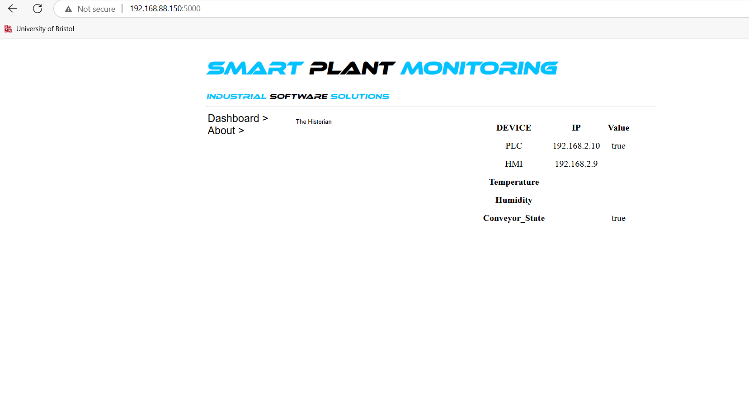 Not secure | 192.168.88.150:5000
University of Bristol
SMART PLANT MONITORING
INDUSTRIAL SOFTWARE SOLUTIONS
Dashboard >
About >
The Historian
DEVICE IP Value
PLC 192.168.2.10 true
HMI 192.168.2.9
Temperature
Humidity
Conveyor_State true